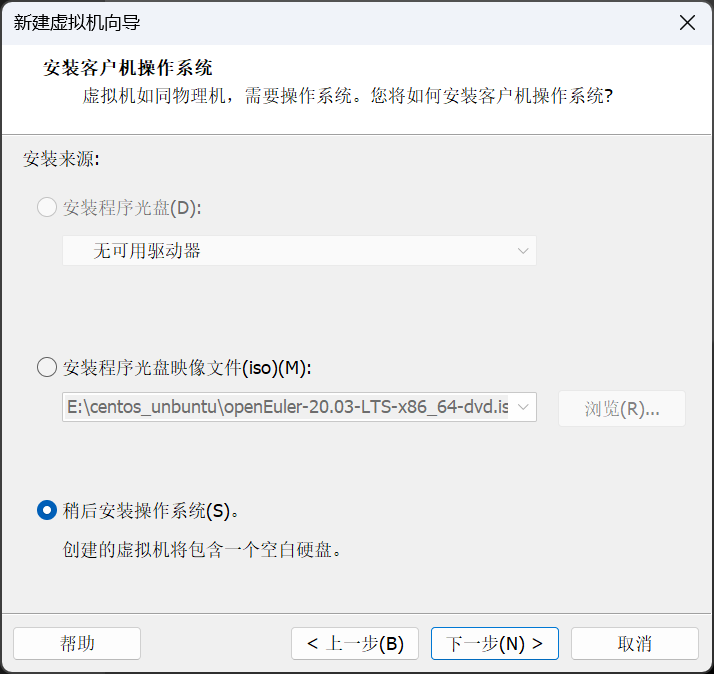 新建虚拟机向导
安装客户机操作系统
虚拟机如同物理机，需要操作系统。您将如何安装客户机操作系统?
安装来源:
安装程序光盘(D):
无可用驱动器
安装程序光盘映像文件(iso)(M):
E:\centos_unbuntu\openEuler-20.03-LTS-x86_64-dvd.is
浏览(R)...
稍后安装操作系统(S)。
创建的虚拟机将包含一个空白硬盘。
帮助
< 上一步(B)
下一步(N) >
取消